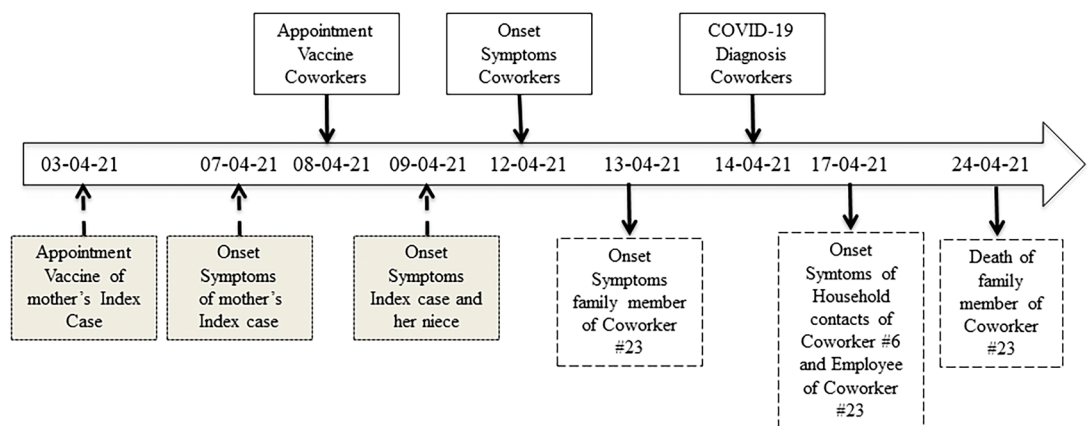 Appointment
Vaccine
Coworkers
Onset
Symptoms
Coworkers
COVID-19
Diagnosis
Coworkers
03-04-21 07-04-21 08-04-21 09-04-21 12-04-21 13-04-21 14-04-21 17-04-21 24-04-21
Appointment
Vaccine of
mother's Index
Case
Onset
Symptoms
of mother's
Index case
Onset
Symptoms
Index case and
her niece
Onset
Symptoms
family member
of Coworker
#23
Onset
Symtoms of
Household
contacts of
Coworker #6
and Employee
of Coworker
#23
Death of
family
member of
Coworker
#23